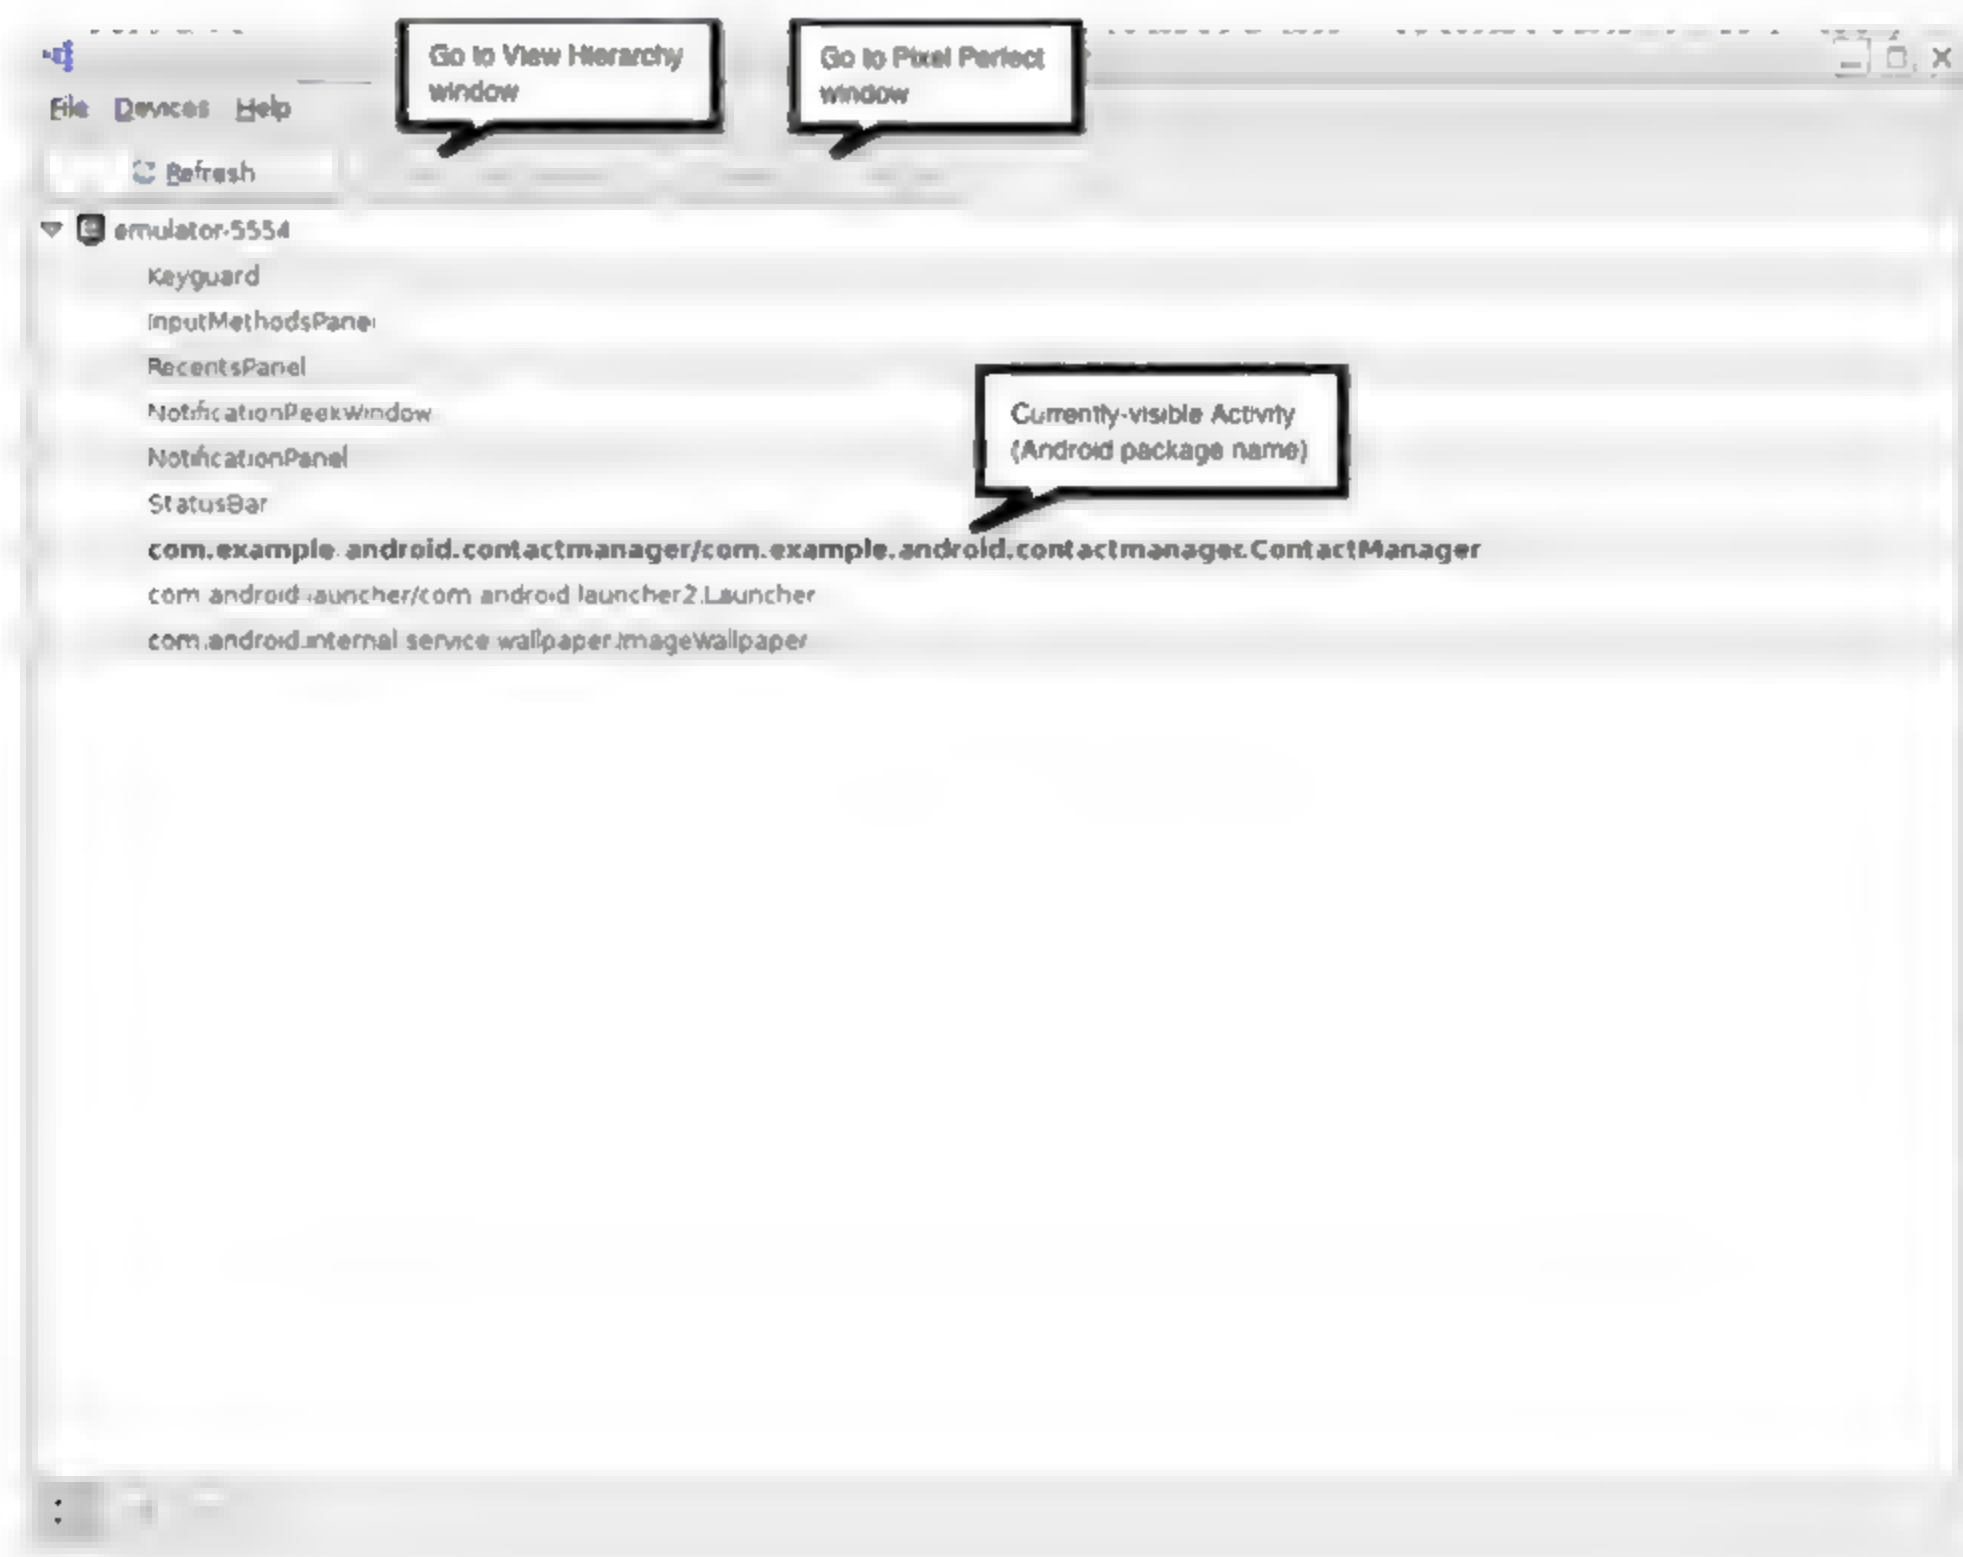 Go to View Hierarchy
window
Go to Pixel Perfect
window
File Devices Help
Refresh
emulator-5554
Keyguard
InputMethodsPanel
RecentsPanel
NotificationPeekWindow
NotificationPanel
Currently-visible Activity
(Android package name)
StatusBar
com.example.android.contactmanager/com.example.android.contactmanager.ContactManager
com.android.launcher/com.android.launcher2.Launcher
com.android.internal.service.wallpaper.ImageWallpaper